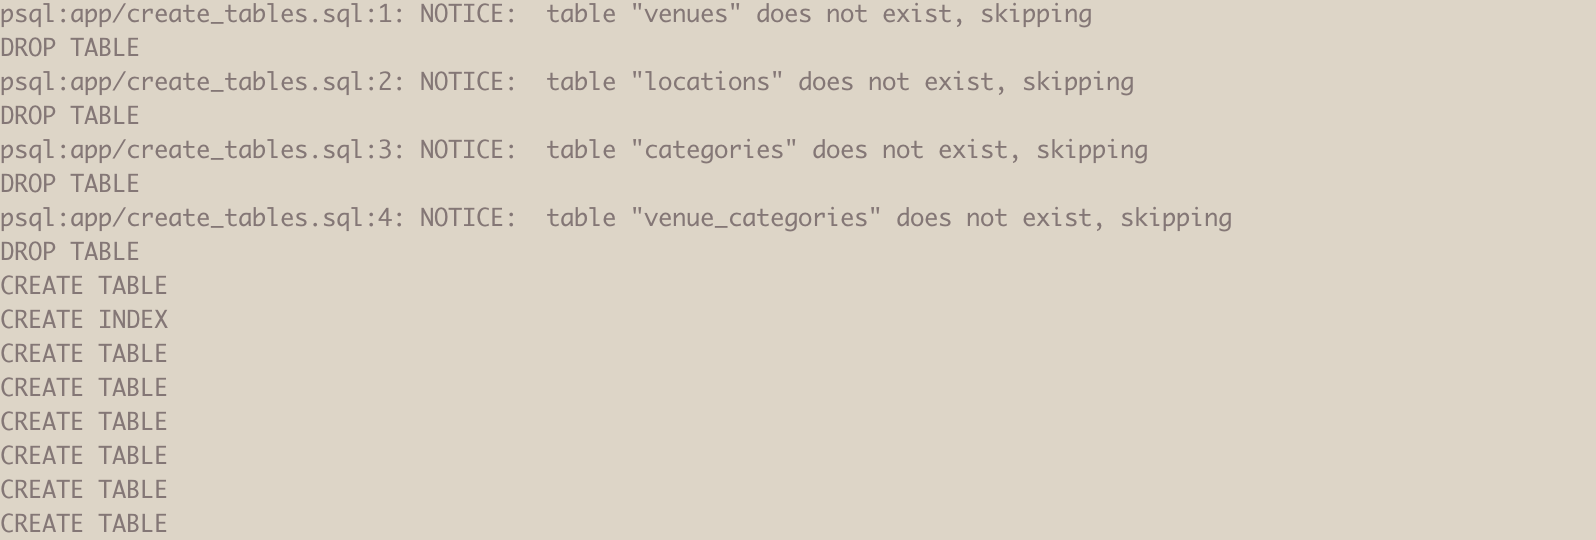 psql:app/create_tables.sql:1: NOTICE:  table "venues" does not exist, skipping
DROP TABLE
psql:app/create_tables.sql:2: NOTICE:  table "locations" does not exist, skipping
DROP TABLE
psql:app/create_tables.sql:3: NOTICE:  table "categories" does not exist, skipping
DROP TABLE
psql:app/create_tables.sql:4: NOTICE:  table "venue_categories" does not exist, skipping
DROP TABLE
CREATE TABLE
CREATE INDEX
CREATE TABLE
CREATE TABLE
CREATE TABLE
CREATE TABLE
CREATE TABLE
CREATE TABLE